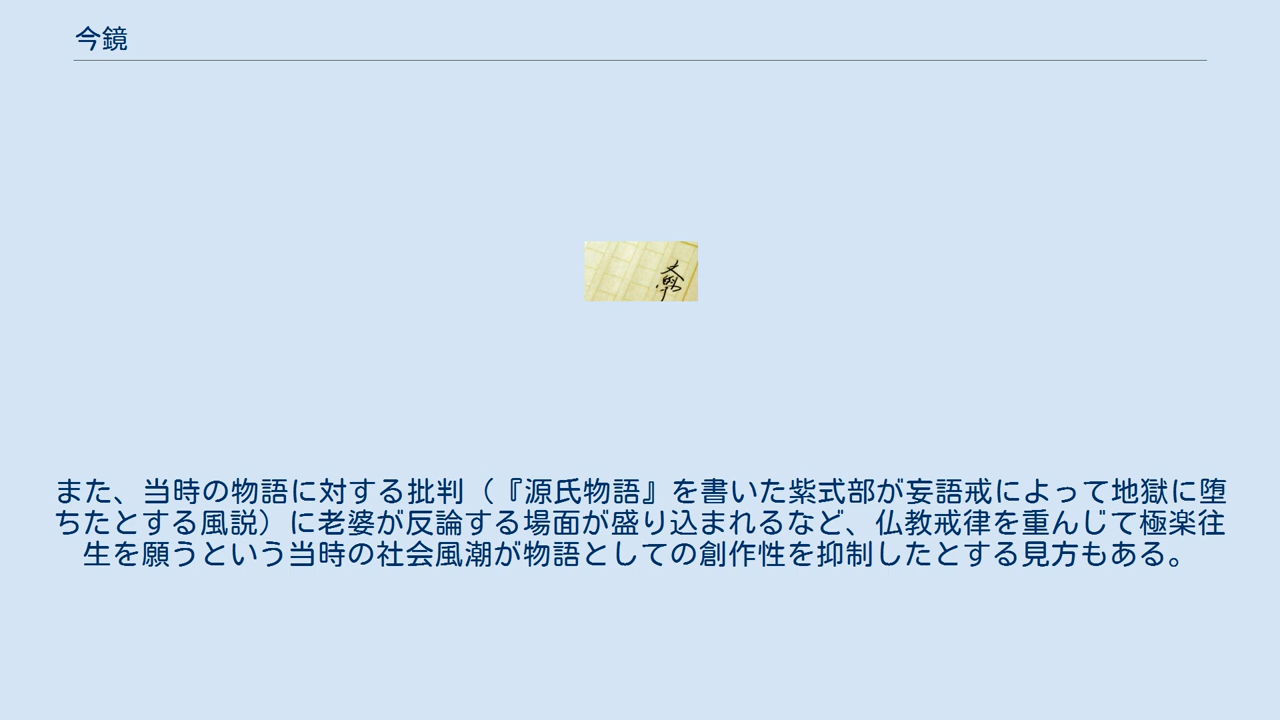 今鏡
また、当時の物語に対する批判（『源氏物語』を書いた紫式部が妄語戒によって地獄に堕
ちたとする風説）に老婆が反論する場面が盛り込まれるなど、仏教戒律を重んじて極楽往
生を願うという当時の社会風潮が物語としての創作性を抑制したとする見方もある。